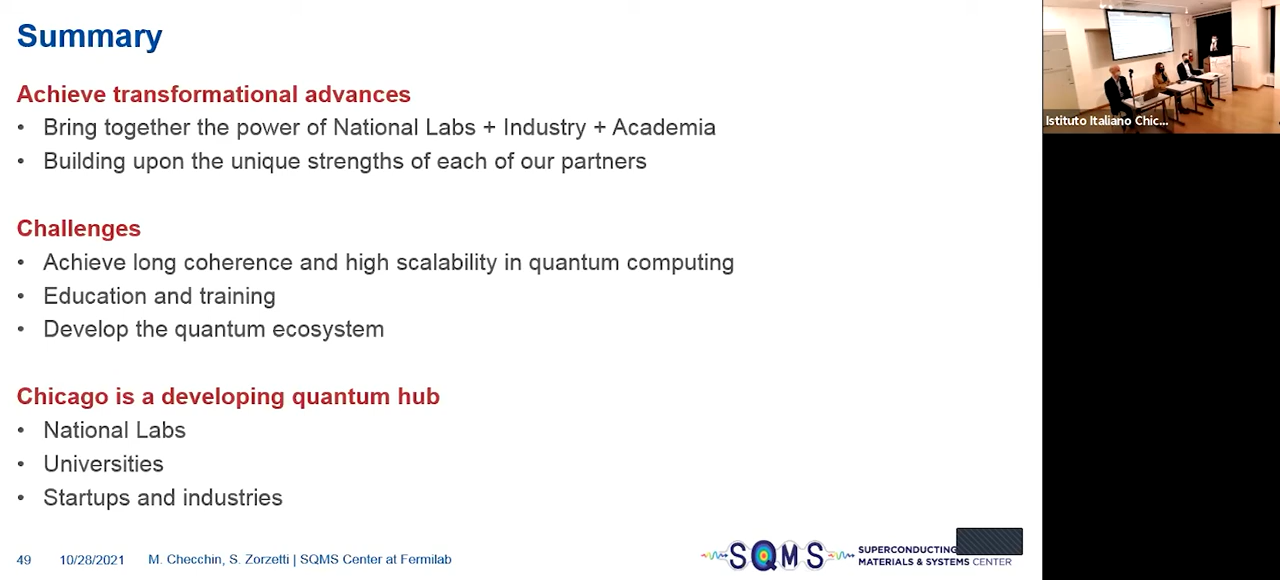 Summary
Achieve transformational advances
• Bring together the power of National Labs + Industry + Academia
• Building upon the unique strengths of each of our partners
Challenges
• Achieve long coherence and high scalability in quantum computing
• Education and training
• Develop the quantum ecosystem
Chicago is a developing quantum hub
• National Labs
• Universities
• Startups and industries
49 10/28/2021 M. Checchin, S. Zorzetti | SQMS Center at Fermilab
SQMS
SUPERCONDUCTING
MATERIALS & SYSTEMS CENTER
Istituto Italiano Chic...